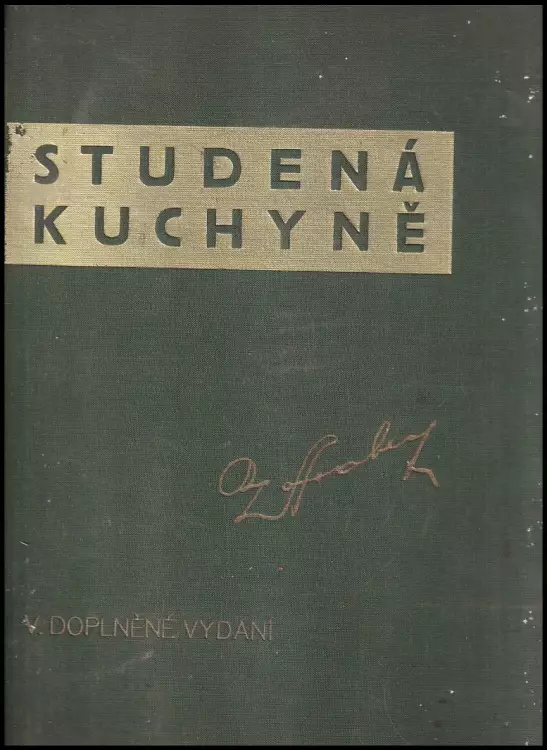 STUDENÁ
KUCHYNĚ
V. DOPLNĚNÉ VYDÁNÍ